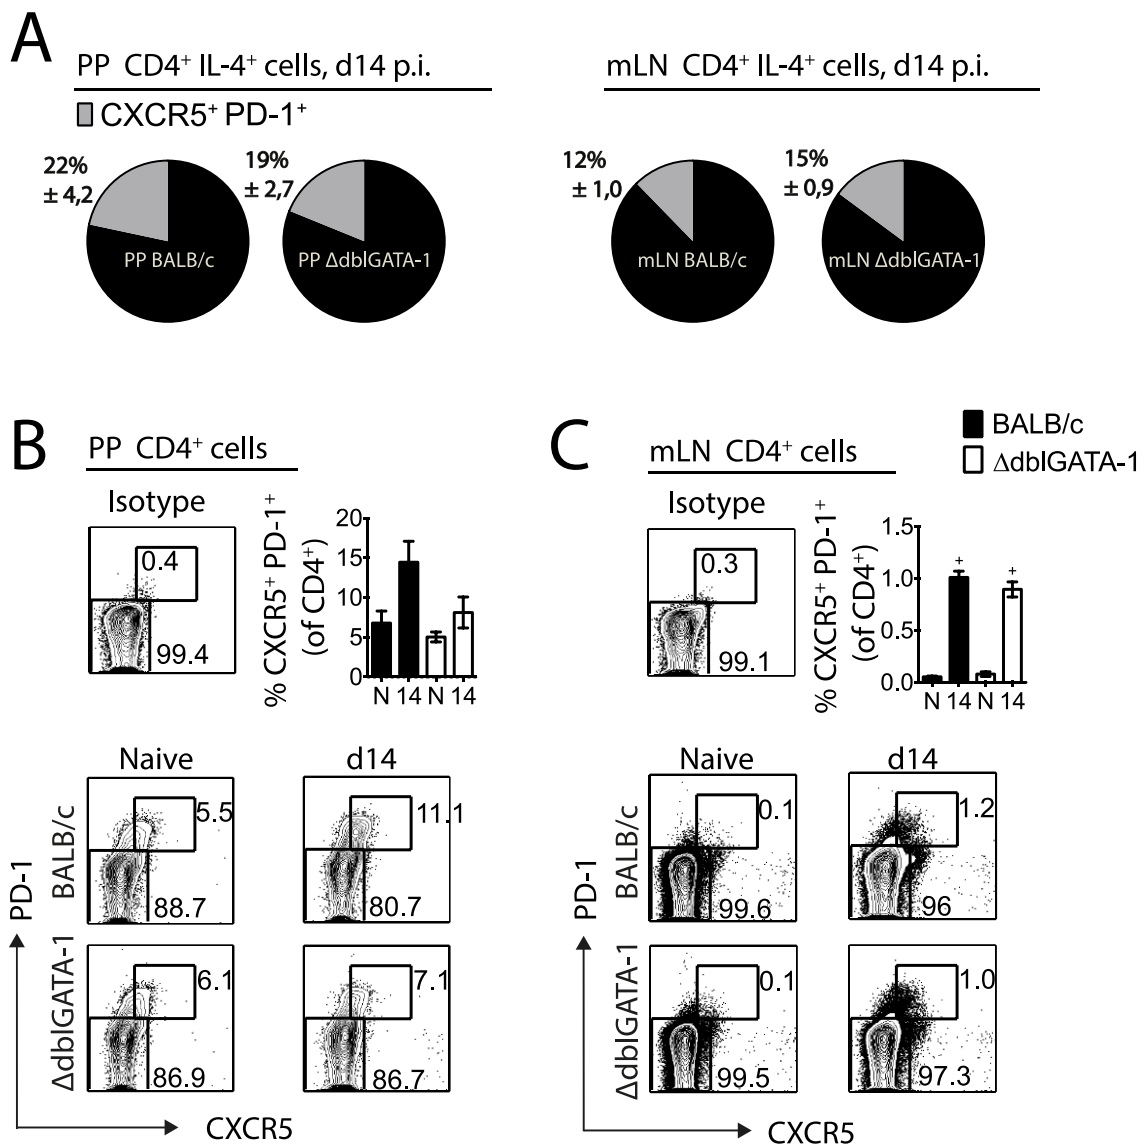 A
PP CD4⁺ IL-4⁺ cells, d14 p.i.
CXCR5⁺ PD-1⁺
22%
± 4,2
PP BALB/c
19%
± 2,7
PP ΔdblGATA-1
mLN CD4⁺ IL-4⁺ cells, d14 p.i.
12%
± 1,0
mLN BALB/c
15%
± 0,9
mLN ΔdblGATA-1
B
PP CD4⁺ cells
Isotype
0.4
99.4
% CXCR5⁺ PD-1⁺
(of CD4⁺)
20
15
10
5
0
N 14 N 14
Naive
d14
BALB/c
5.5
88.7
11.1
80.7
ΔdblGATA-1
6.1
86.9
7.1
86.7
PD-1
CXCR5
C
mLN CD4⁺ cells
BALB/c
ΔdblGATA-1
Isotype
0.3
99.1
% CXCR5⁺ PD-1⁺
(of CD4⁺)
1.5
1.0
0.5
0.0
+
+
N 14 N 14
Naive
d14
BALB/c
0.1
99.6
1.2
96
ΔdblGATA-1
0.1
99.5
1.0
97.3
PD-1
CXCR5